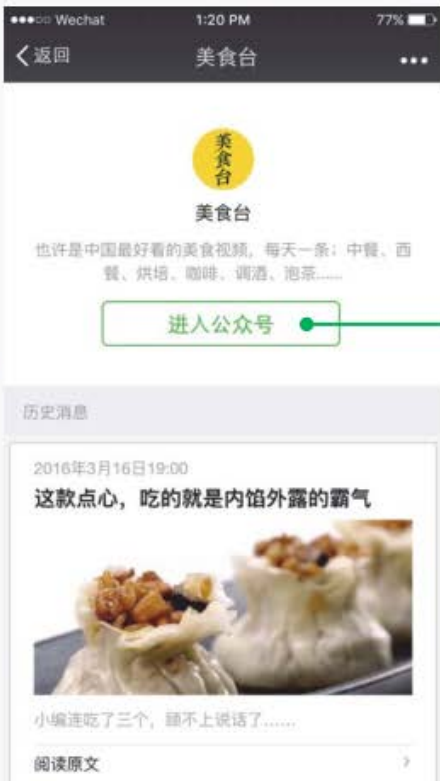 Wechat 1:20 PM 77%
返回 美食台
美食台
美食台
也许是中国最好看的美食视频，每天一条：中餐、西
餐、烘培、咖啡、调酒、泡茶……
进入公众号
历史消息
2016年3月16日19:00
这款点心，吃的就是内馅外露的霸气
小编连吃了三个，顾不上说话了……
阅读原文